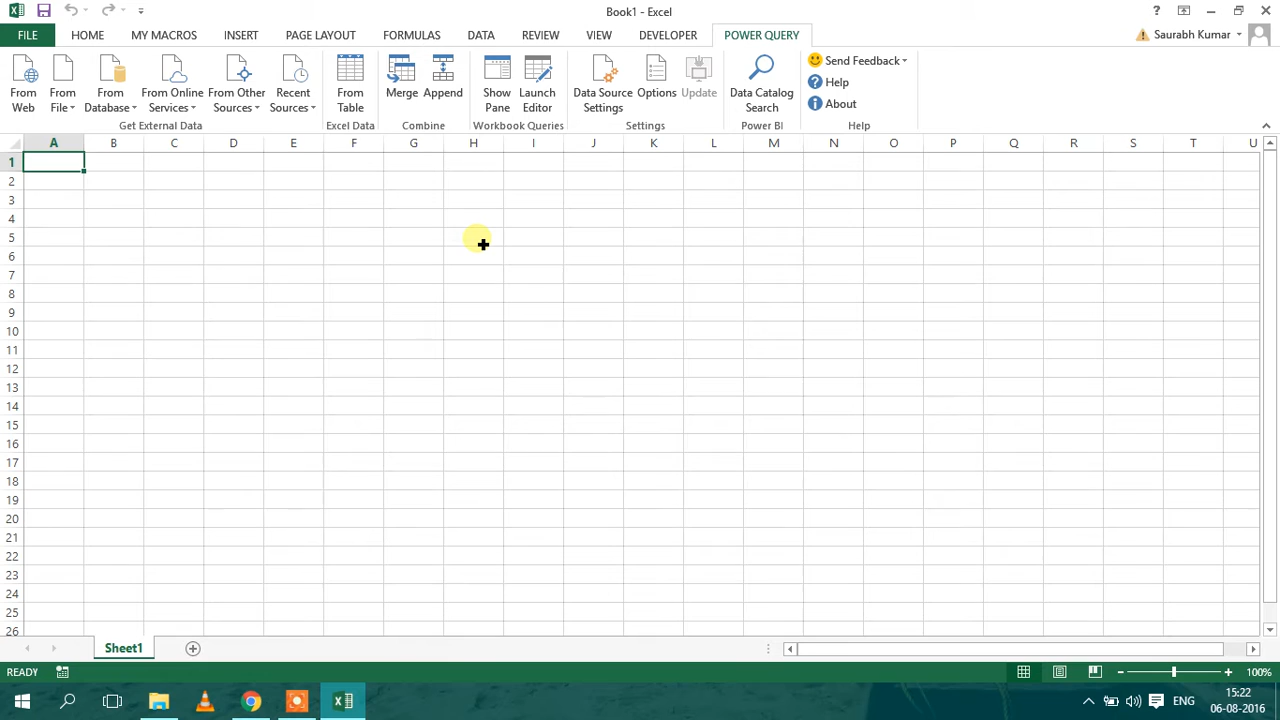 Book1 - Excel
FILE HOME MY MACROS INSERT PAGE LAYOUT FORMULAS DATA REVIEW VIEW DEVELOPER POWER QUERY Saurabh Kumar
From Web
From File
From Database
From Online Services
From Other Sources
Recent Sources
From Table
Merge
Append
Show Pane
Launch Editor
Data Source Settings
Options
Update
Data Catalog Search
Send Feedback
Help
About
Get External Data Excel Data Combine Workbook Queries Settings Power BI Help
A B C D E F G H I J K L M N O P Q R S T U
1
2
3
4
5
6
7
8
9
10
11
12
13
14
15
16
17
18
19
20
21
22
23
24
25
26
Sheet1
READY 100%
ENG 15:22
06-08-2016